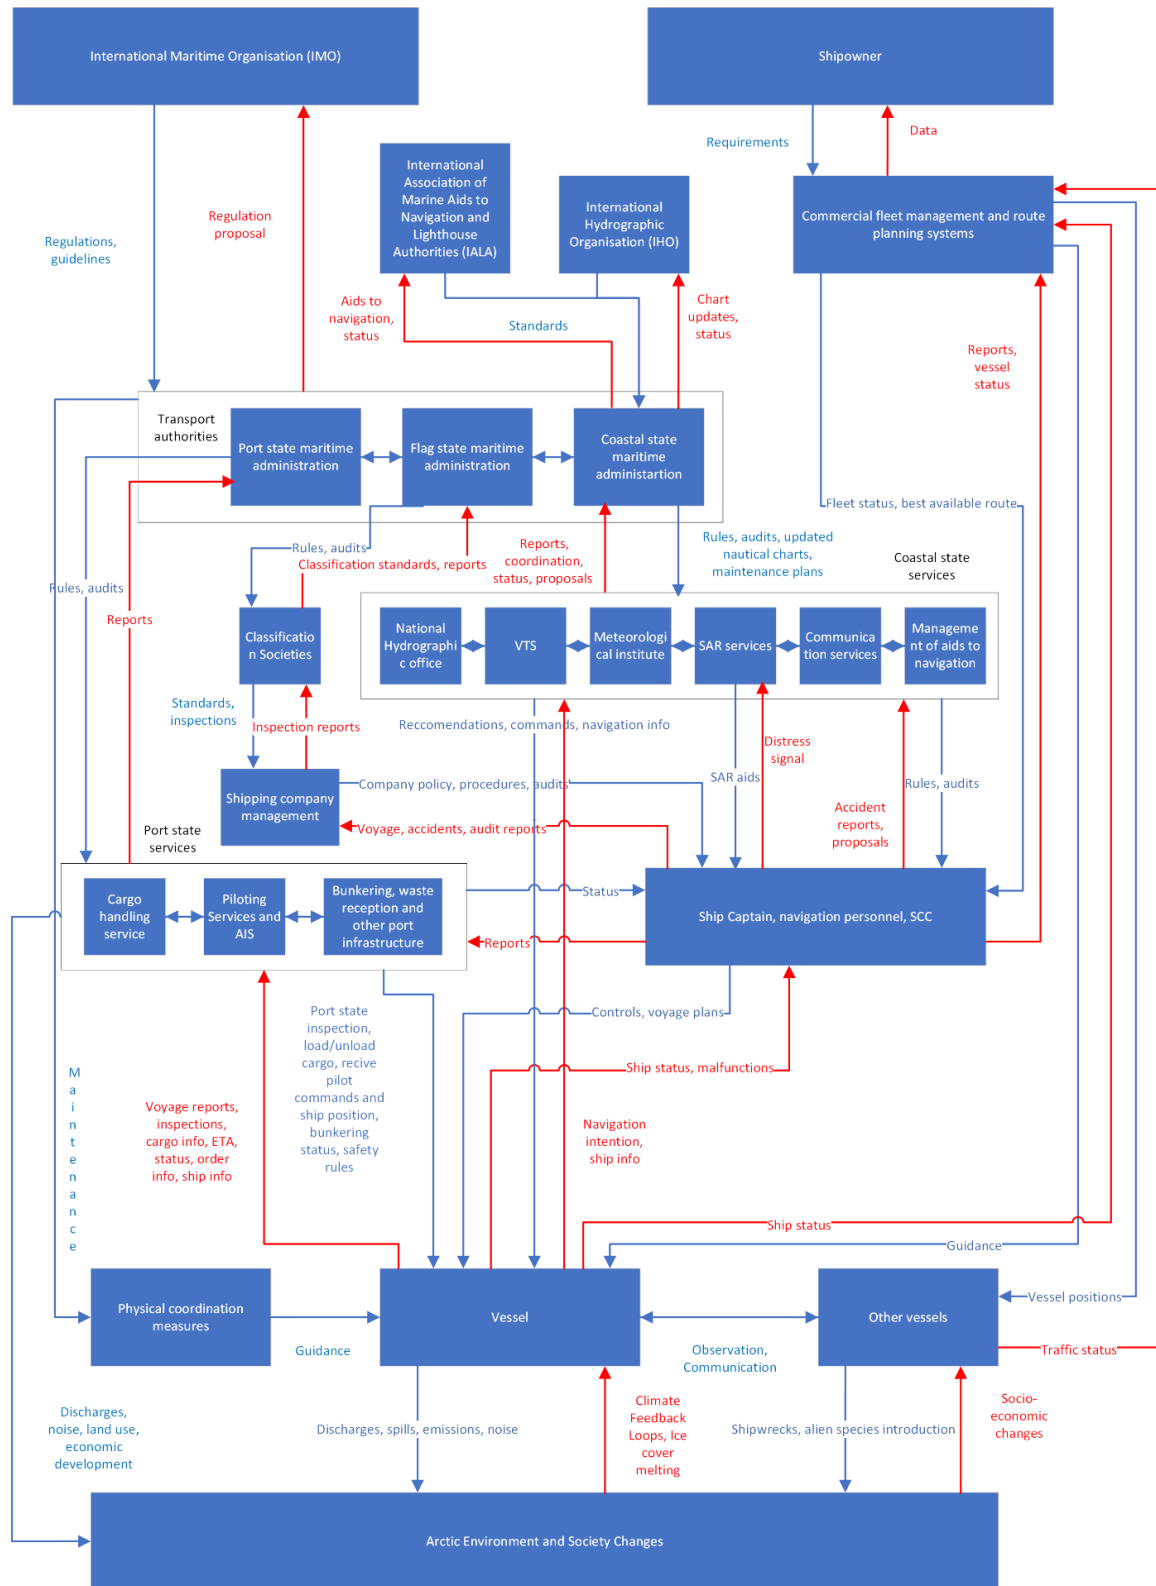 International Maritime Organisation (IMO)
Shipowner
Data
Requirements
International
Association of
Marine Aids to
Navigation and
Lighthouse
Authorities (IALA)
International
Hydrographic
Organisation (IHO)
Commercial fleet management and route
planning systems
Regulation
proposal
Regulations,
guidelines
Aids to
navigation,
status
Standards
Chart
updates,
status
Reports,
vessel
status
Transport
authorities
Port state maritime
administration
Flag state maritime
administration
Coastal state
maritime
administartion
Fleet status, best available route
Rules, audits
Classification standards, reports
Reports,
coordination,
status, proposals
Rules, audits, updated
nautical charts,
maintenance plans
Coastal state
services
Rules, audits
Reports
Classificatio
n Societies
National
Hydrographi
c office
VTS
Meteorologi
cal institute
SAR services
Communica
tion services
Manageme
nt of aids to
navigation
Standards,
inspections
Inspection reports
Reccomendations, commands, navigation info
Distress
signal
SAR aids
Rules, audits
Shipping company
management
Company policy, procedures, audits
Voyage, accidents, audit reports
Accident
reports,
proposals
Port state
services
Cargo
handling
service
Piloting
Services and
AIS
Bunkering, waste
reception and
other port
infrastructure
Status
Reports
Ship Captain, navigation personnel, SCC
Port state
inspection,
load/unload
cargo, recive
pilot
commands and
ship position,
bunkering
status, safety
rules
Controls, voyage plans
Ship status, malfunctions
M
a
i
n
t
e
n
a
n
c
e
Voyage reports,
inspections,
cargo info, ETA,
status, order
info, ship info
Navigation
intention,
ship info
Ship status
Guidance
Physical coordination
measures
Vessel
Other vessels
Vessel positions
Guidance
Observation,
Communication
Traffic status
Discharges,
noise, land use,
economic
development
Discharges, spills, emissions, noise
Climate
Feedback
Loops, Ice
cover
melting
Shipwrecks, alien species introduction
Socio-
economic
changes
Arctic Environment and Society Changes